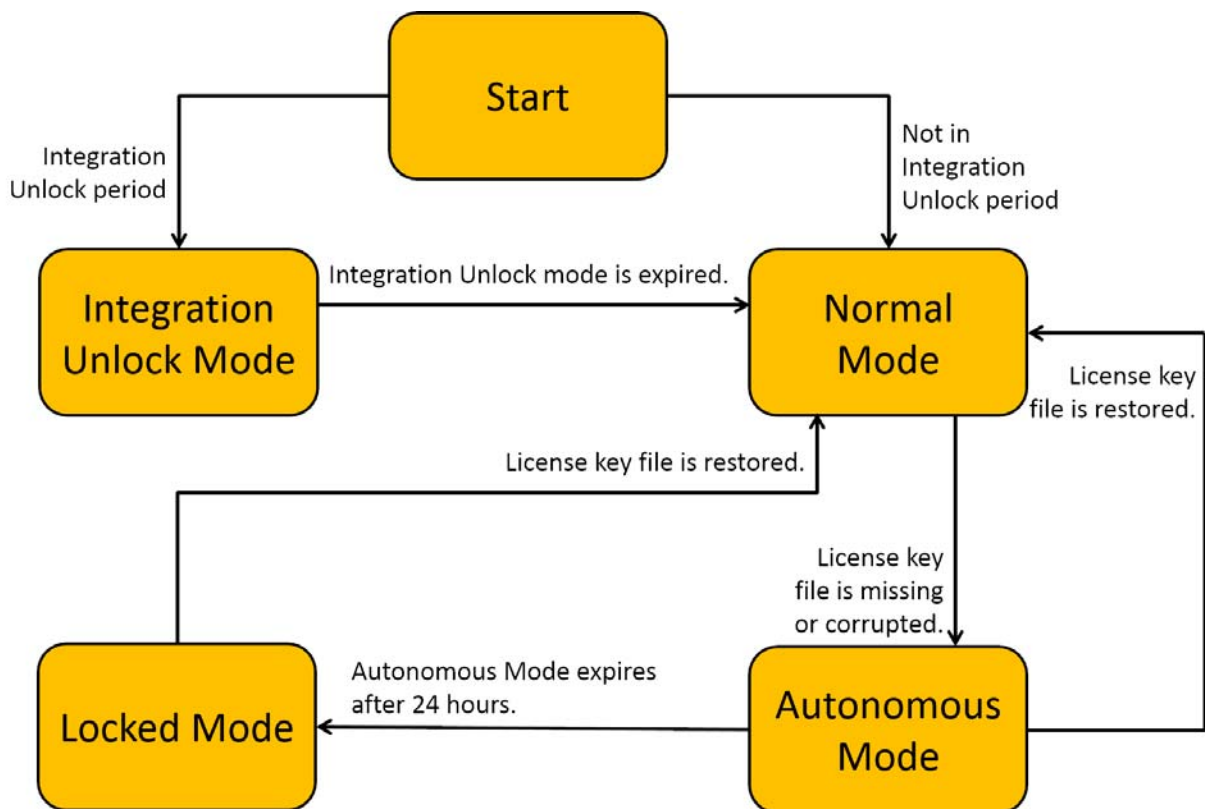 Start
Integration
Unlock period
Not in
Integration
Unlock period
Integration
Unlock Mode
Integration Unlock mode is expired.
Normal
Mode
License key
file is restored.
License key file is restored.
License key
file is missing
or corrupted.
Locked Mode
Autonomous Mode expires
after 24 hours.
Autonomous
Mode